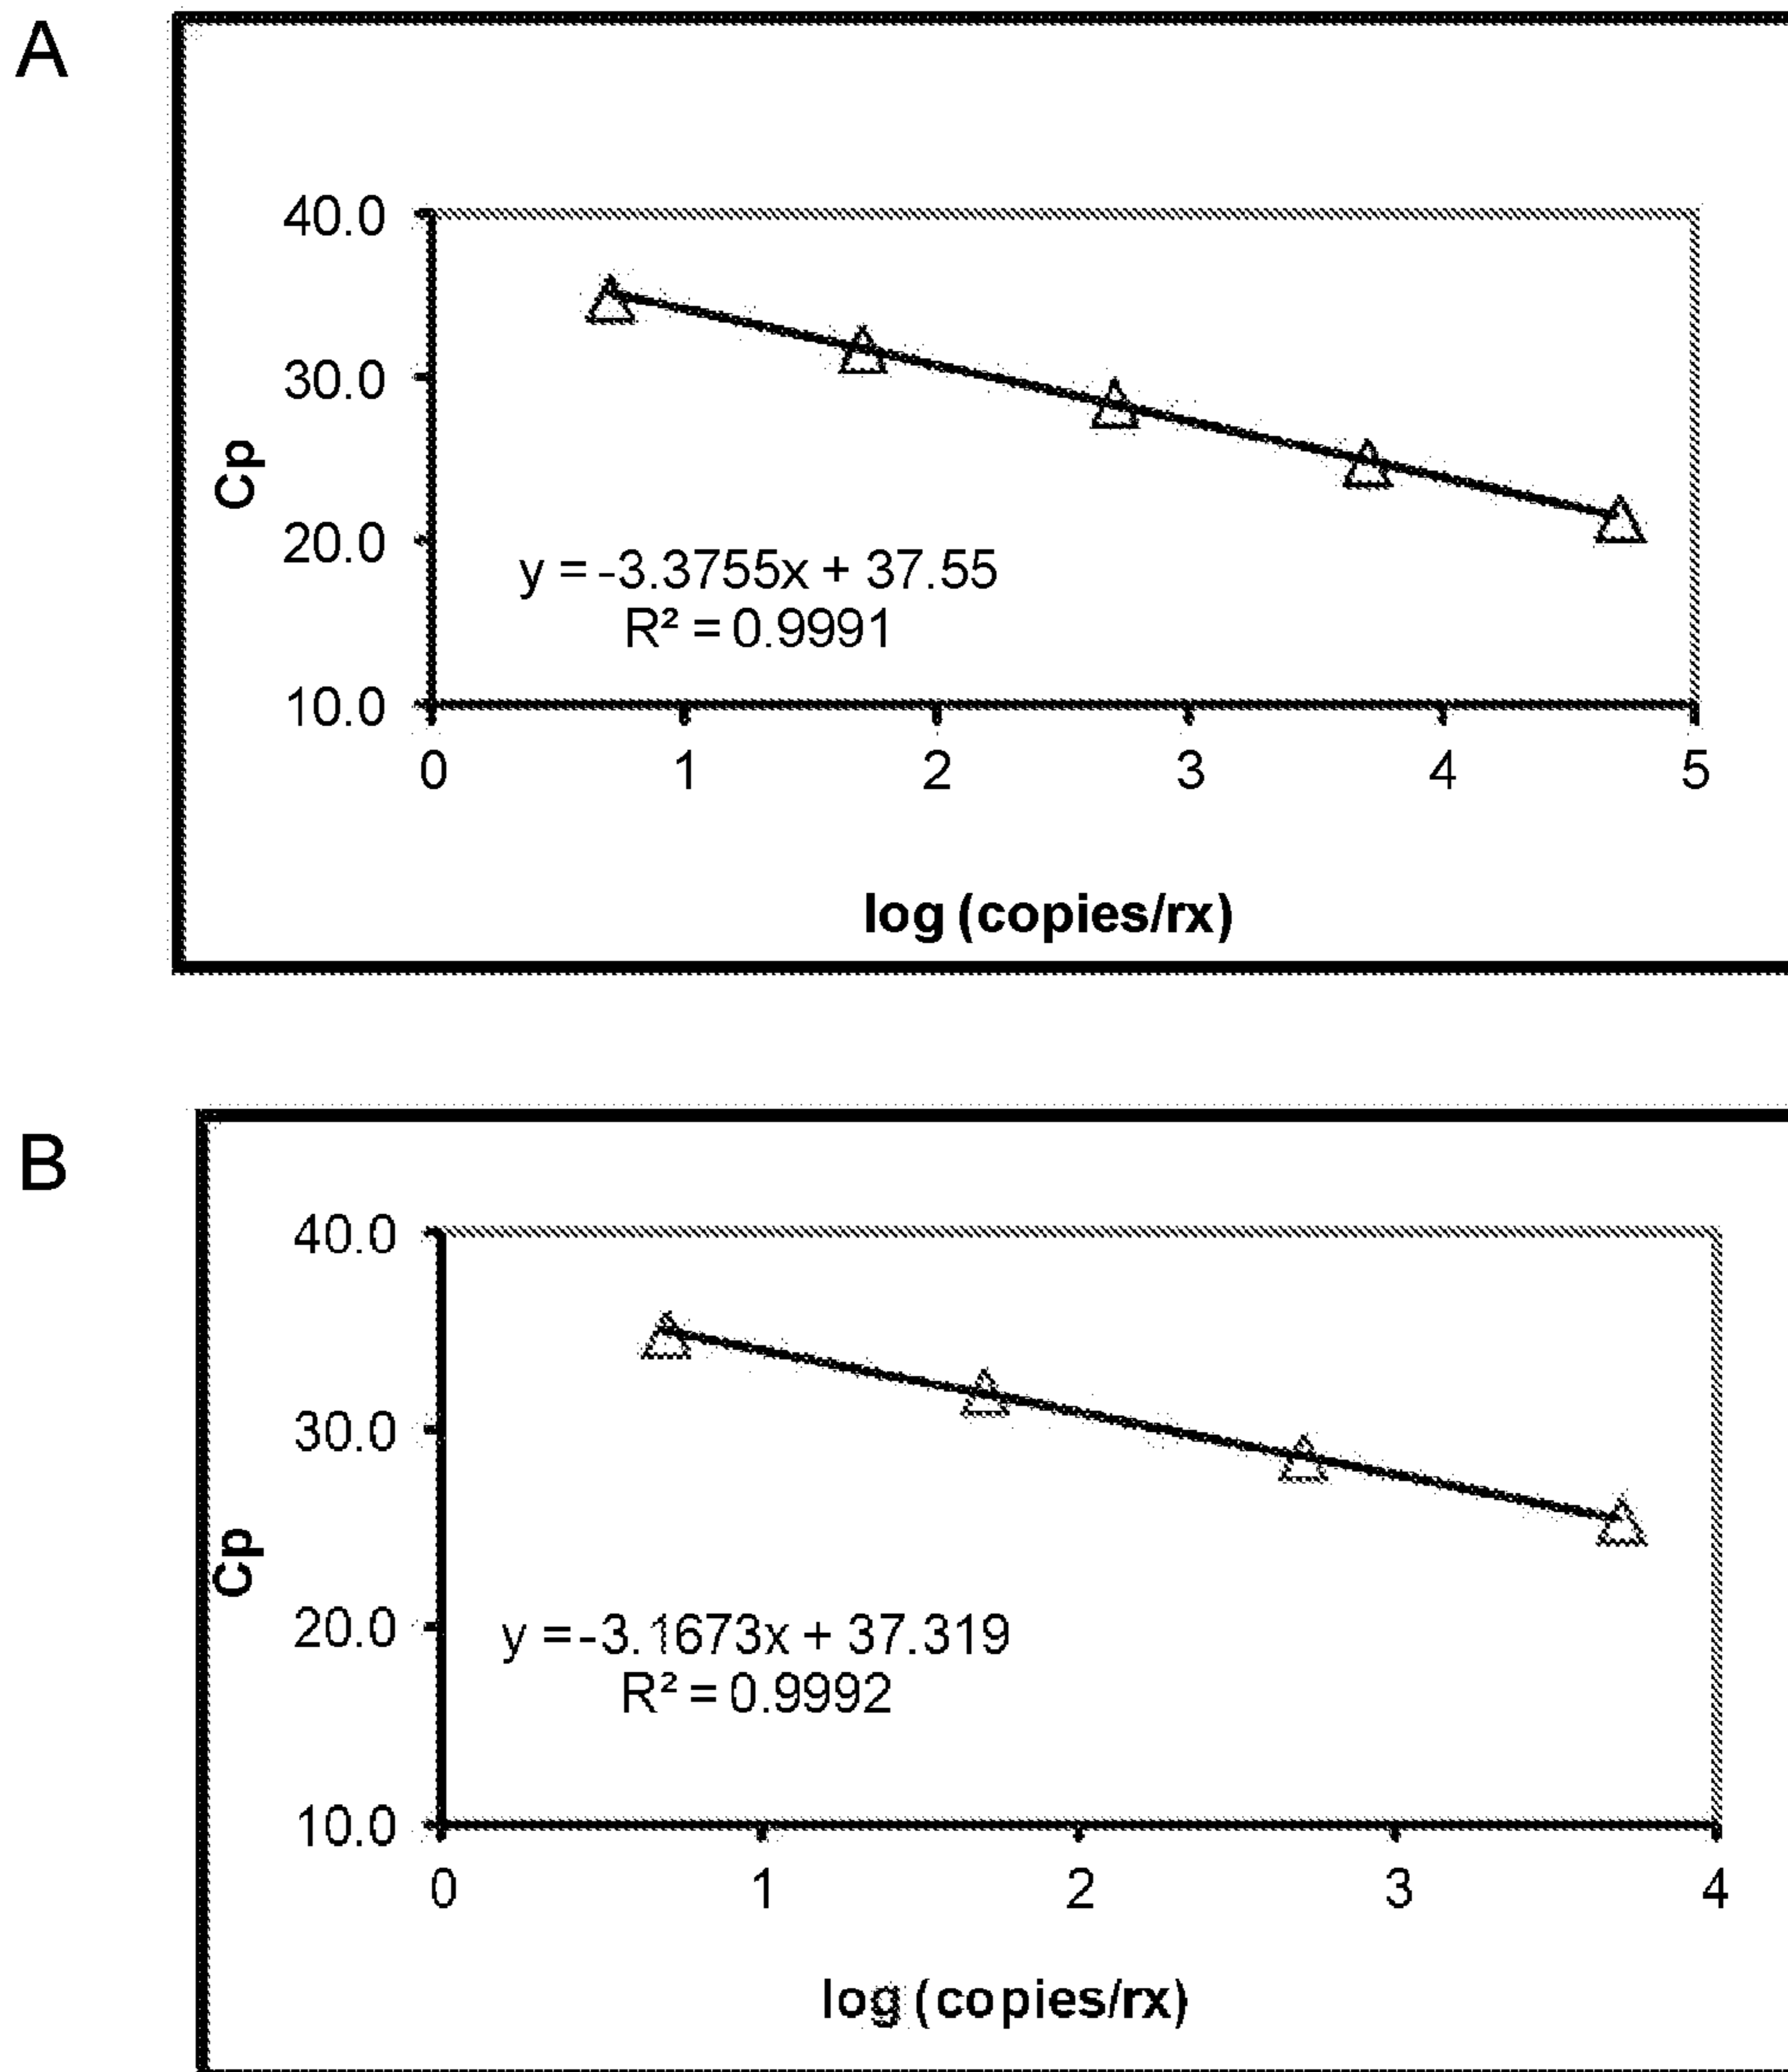 A
40.0
30.0
20.0
10.0
Cp
y = -3.3755x + 37.55
R² = 0.9991
0 1 2 3 4 5
log (copies/rx)
B
40.0
30.0
20.0
10.0
Cp
y = -3.1673x + 37.319
R² = 0.9992
0 1 2 3 4
log (copies/rx)